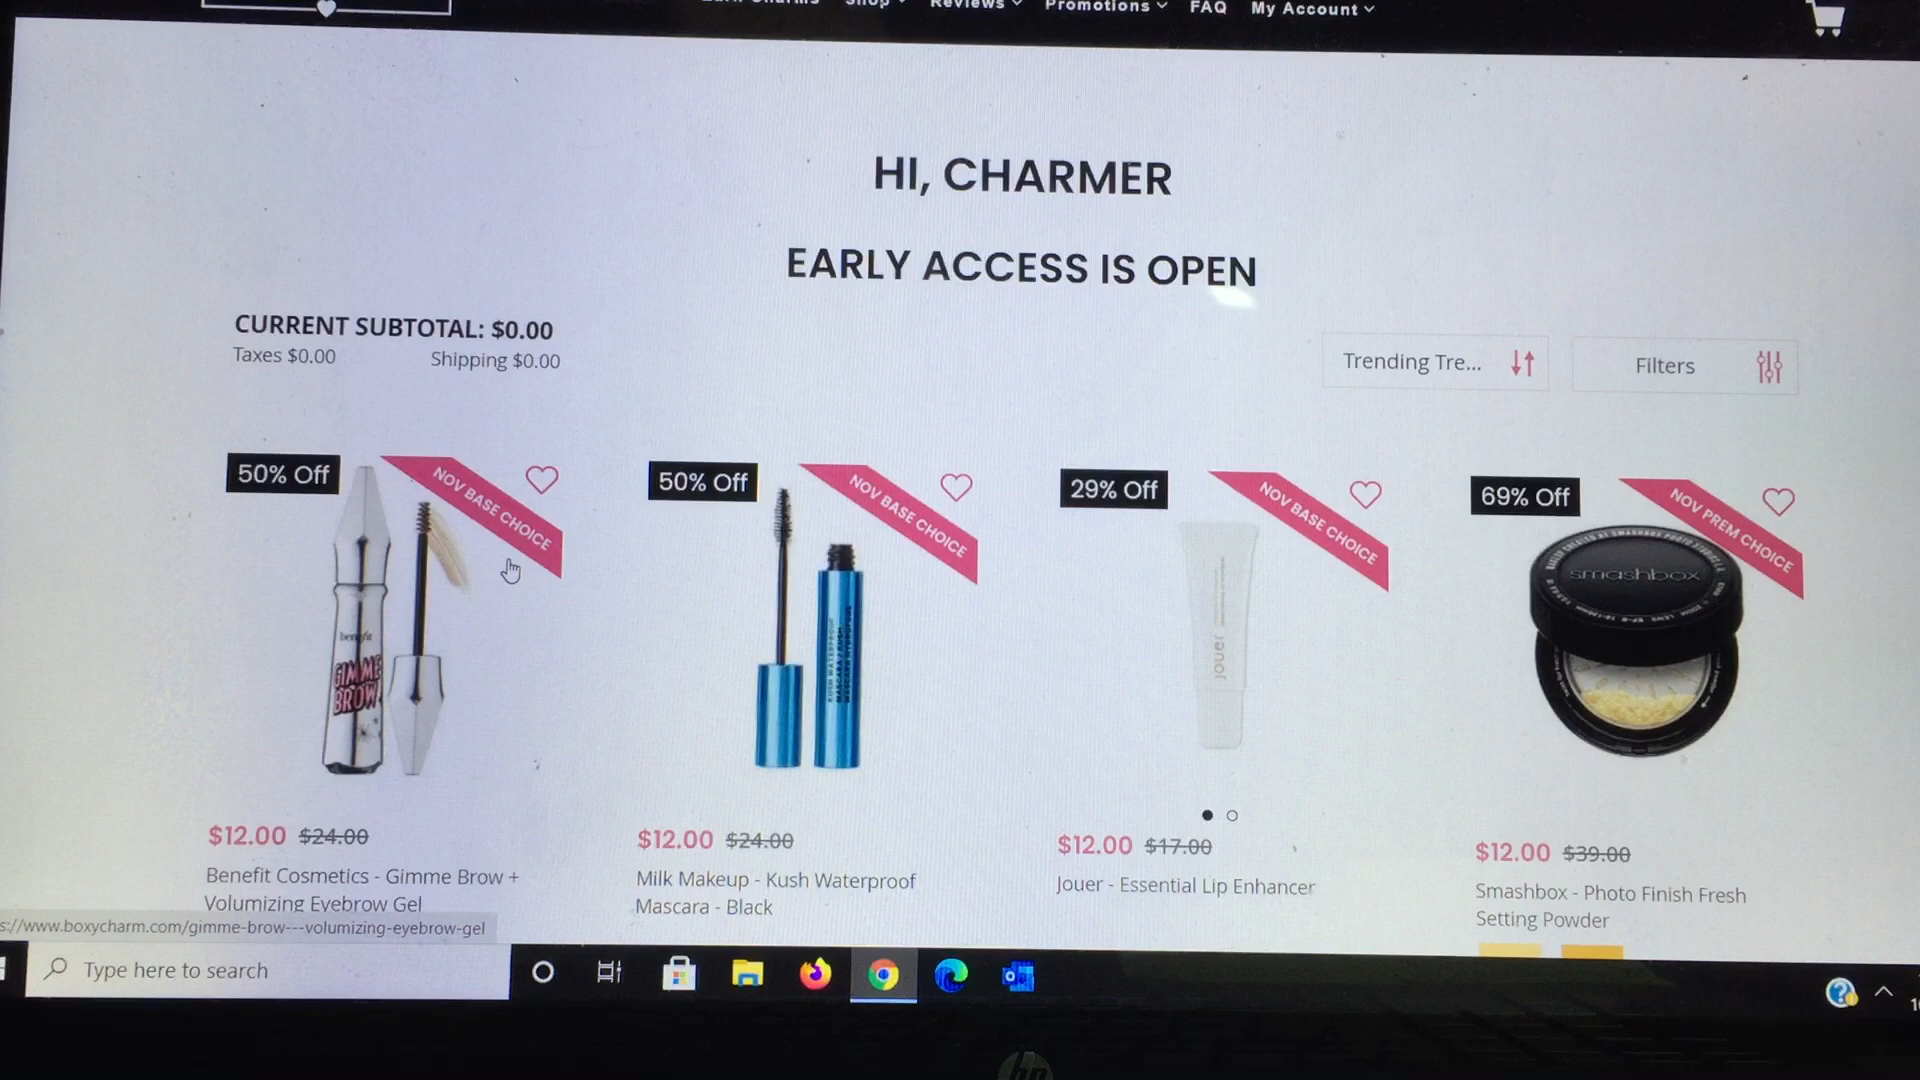 Shop
Reviews
Promotions
FAQ
My Account
HI, CHARMER
EARLY ACCESS IS OPEN
CURRENT SUBTOTAL: $0.00
Taxes $0.00
Shipping $0.00
Trending Tre...
Filters
50% Off
NOV BASE CHOICE
50% Off
NOV BASE CHOICE
29% Off
NOV BASE CHOICE
69% Off
NOV PREM CHOICE
benefit
GIMME
BROW
jouer
smashbox
$12.00 $24.00
Benefit Cosmetics - Gimme Brow +
Volumizing Eyebrow Gel
$12.00 $24.00
Milk Makeup - Kush Waterproof
Mascara - Black
$12.00 $17.00
Jouer - Essential Lip Enhancer
$12.00 $39.00
Smashbox - Photo Finish Fresh
Setting Powder
s://www.boxycharm.com/gimme-brow---volumizing-eyebrow-gel
Type here to search
hp